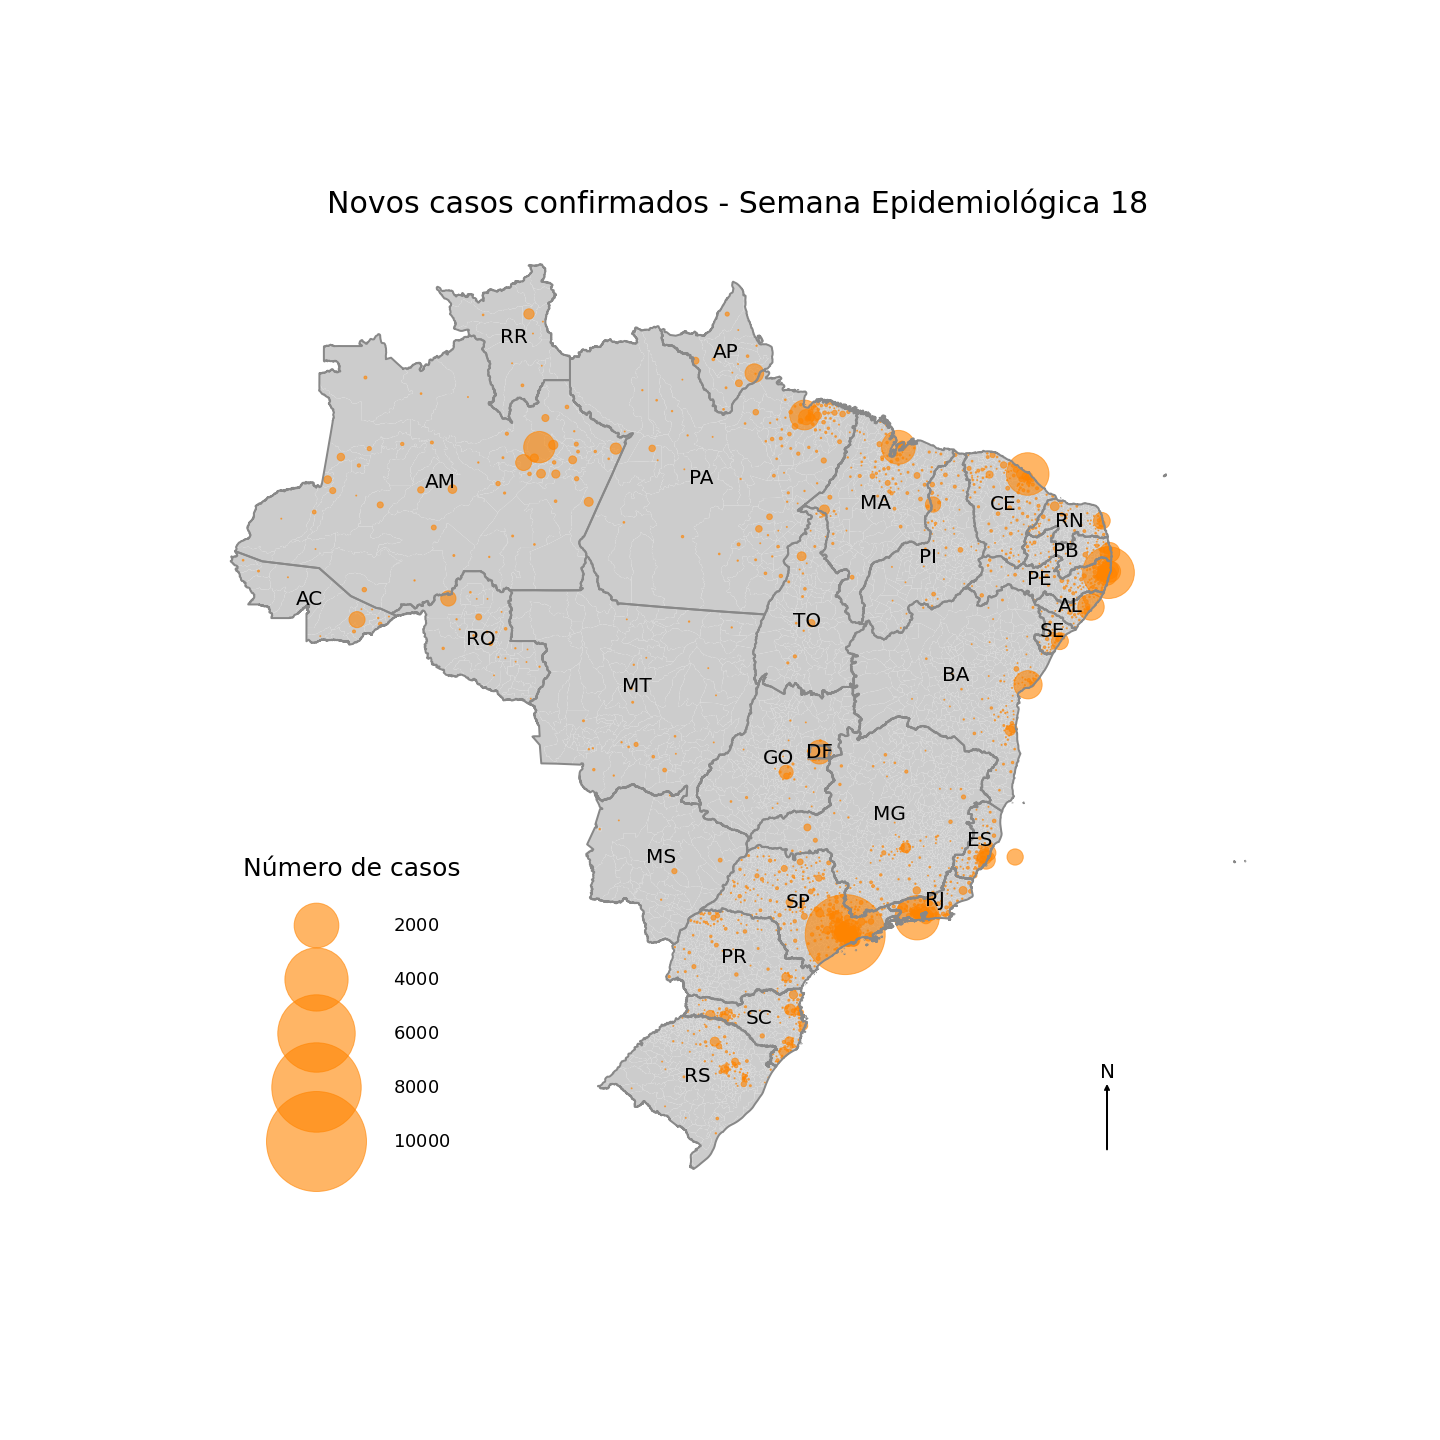 Novos casos confirmados - Semana Epidemiológica 18
RR
AP
AM
PA
MA
CE
RN
PB
PI
PE
AC
AL
TO
SE
RO
BA
MT
DF
GO
MG
ES
MS
Número de casos
RJ
SP
2000
PR
4000
SC
6000
N
RS
8000
10000